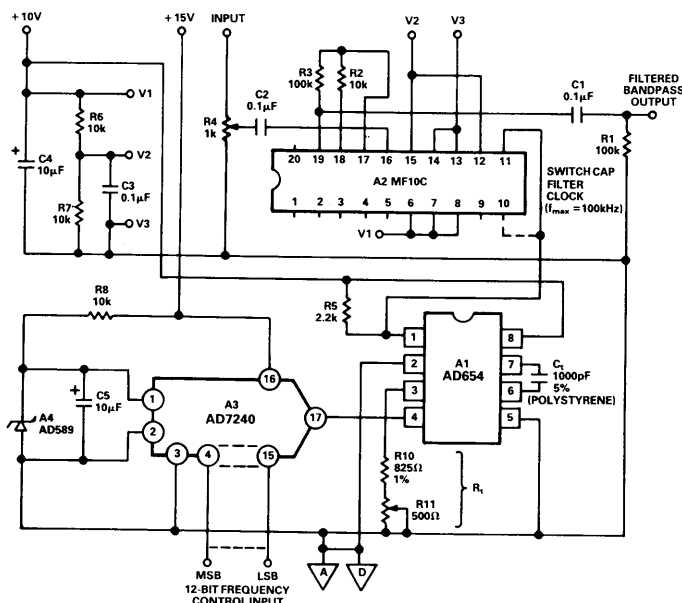 +10V
+15V
INPUT
V2
V3
V1
R6
10k
V2
C4
10μF
+
C3
0.1μF
R7
10k
V3
R4
1k
C2
0.1μF
R3
100k
R2
10k
C1
0.1μF
FILTERED
BANDPASS
OUTPUT
R1
100k
20 19 18 17 16 15 14 13 12 11
A2 MF10C
1 2 3 4 5 6 7 8 9 10
V1
SWITCH CAP
FILTER
CLOCK
(fmax = 100kHz)
R8
10k
R5
2.2k
A4
AD589
+
C5
10μF
1
2
3
4
15
16
17
A3
AD7240
1
2
3
4
A1
AD654
8
7
6
5
Ct
1000pF
5%
(POLYSTYRENE)
R10
825Ω
1%
R11
500Ω
Rt
A
D
MSB
LSB
12-BIT FREQUENCY
CONTROL INPUT